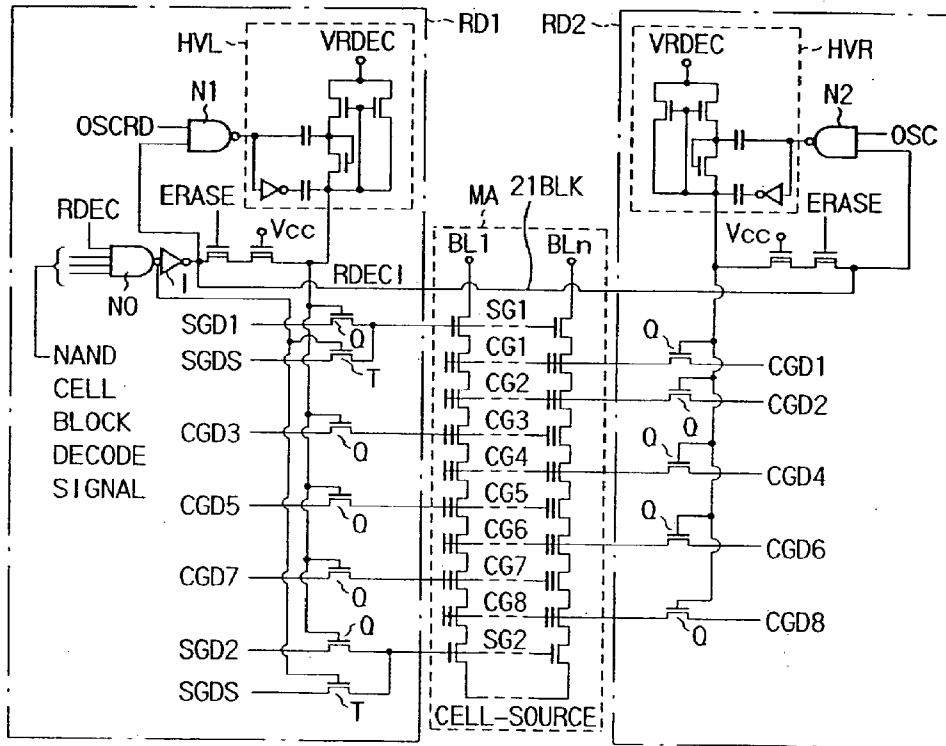 RD1
RD2
HVL
VRDEC
VRDEC
HVR
N1
N2
OSCRD
OSC
ERASE
MA
21BLK
ERASE
RDEC
Vcc
BL1
BLn
Vcc
I
RDECI
N0
SGD1
Q
SG1
SGDS
T
CG1
Q
CGD1
NAND
CELL
BLOCK
DECODE
SIGNAL
CG2
Q
CGD2
CGD3
Q
CG3
Q
CG4
CGD4
CGD5
Q
CG5
Q
CG6
CGD6
CGD7
Q
CG7
CG8
Q
CGD8
SGD2
Q
SG2
SGDS
T
CELL-SOURCE